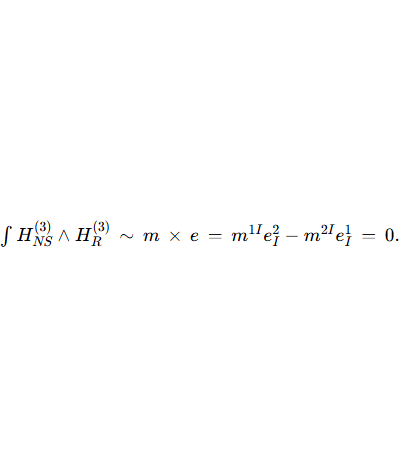 ∫ H_{NS}^{(3)} ∧ H_R^{(3)} ∼ m × e = m^{1I} e_I^2 − m^{2I} e_I^1 = 0.